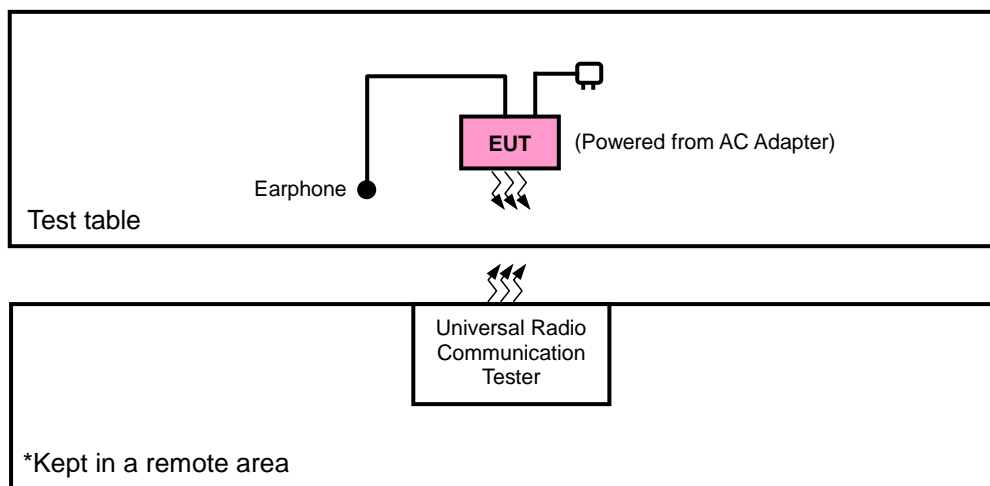 EUT
(Powered from AC Adapter)
Earphone
Test table
Universal Radio
Communication
Tester
*Kept in a remote area